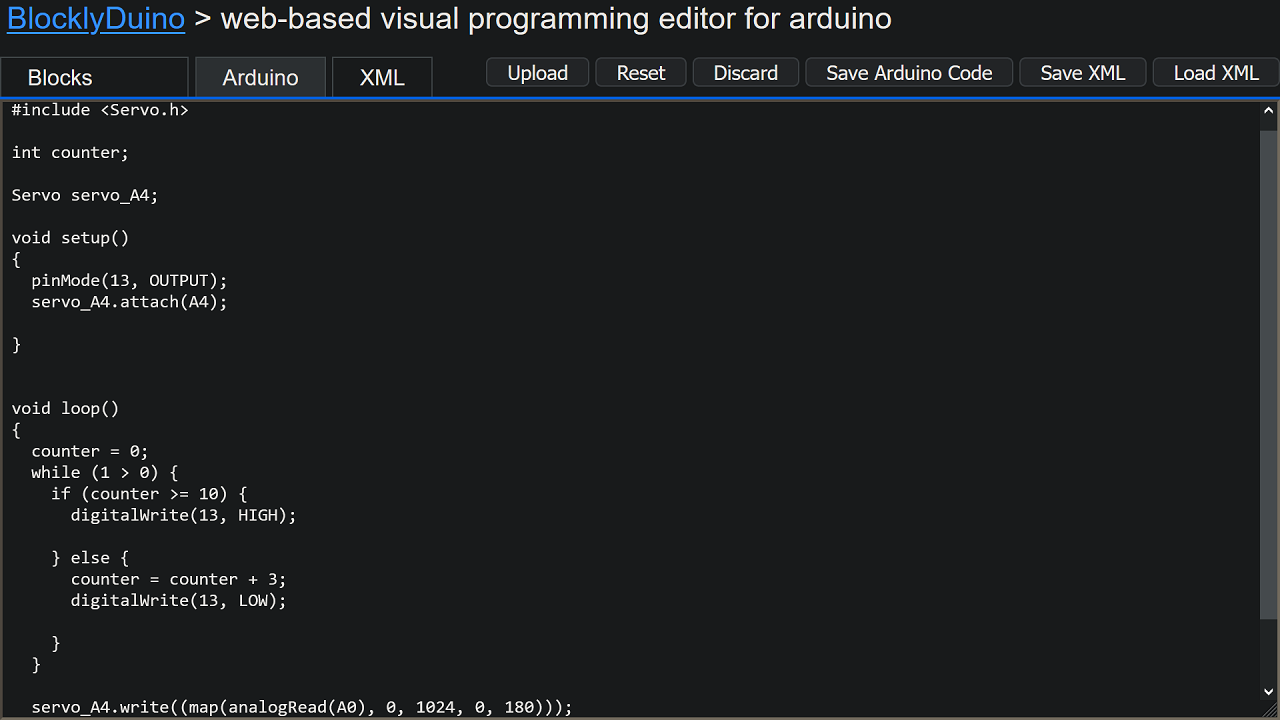 BlocklyDuino > web-based visual programming editor for arduino
Blocks Arduino XML Upload Reset Discard Save Arduino Code Save XML Load XML
#include <Servo.h>
int counter;
Servo servo_A4;
void setup()
{
  pinMode(13, OUTPUT);
  servo_A4.attach(A4);
}
void loop()
{
  counter = 0;
  while (1 > 0) {
    if (counter >= 10) {
      digitalWrite(13, HIGH);
    } else {
      counter = counter + 3;
      digitalWrite(13, LOW);
    }
  }
  servo_A4.write((map(analogRead(A0), 0, 1024, 0, 180)));